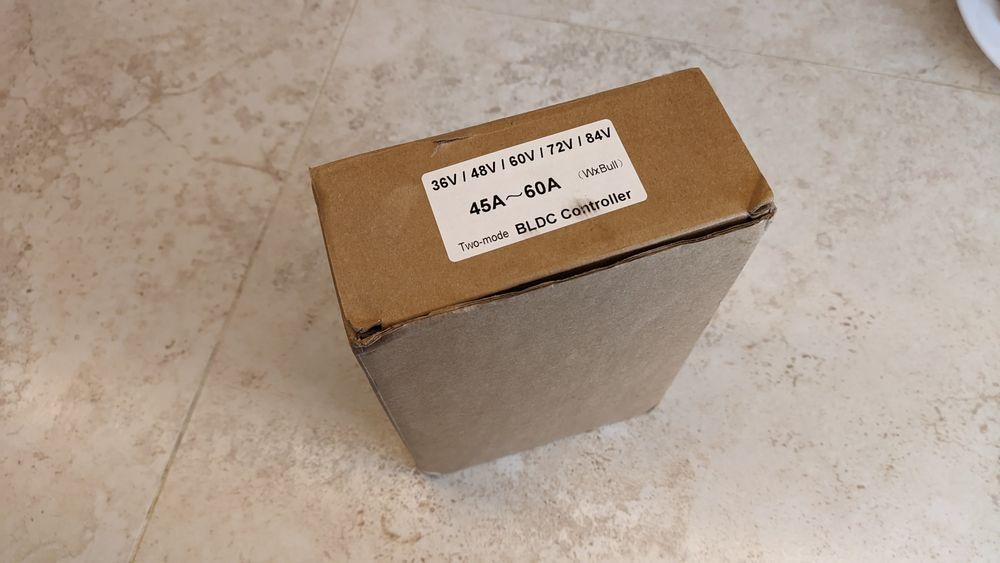 36V / 48V / 60V / 72V / 84V
45A～60A （WxBull）
Two-mode BLDC Controller